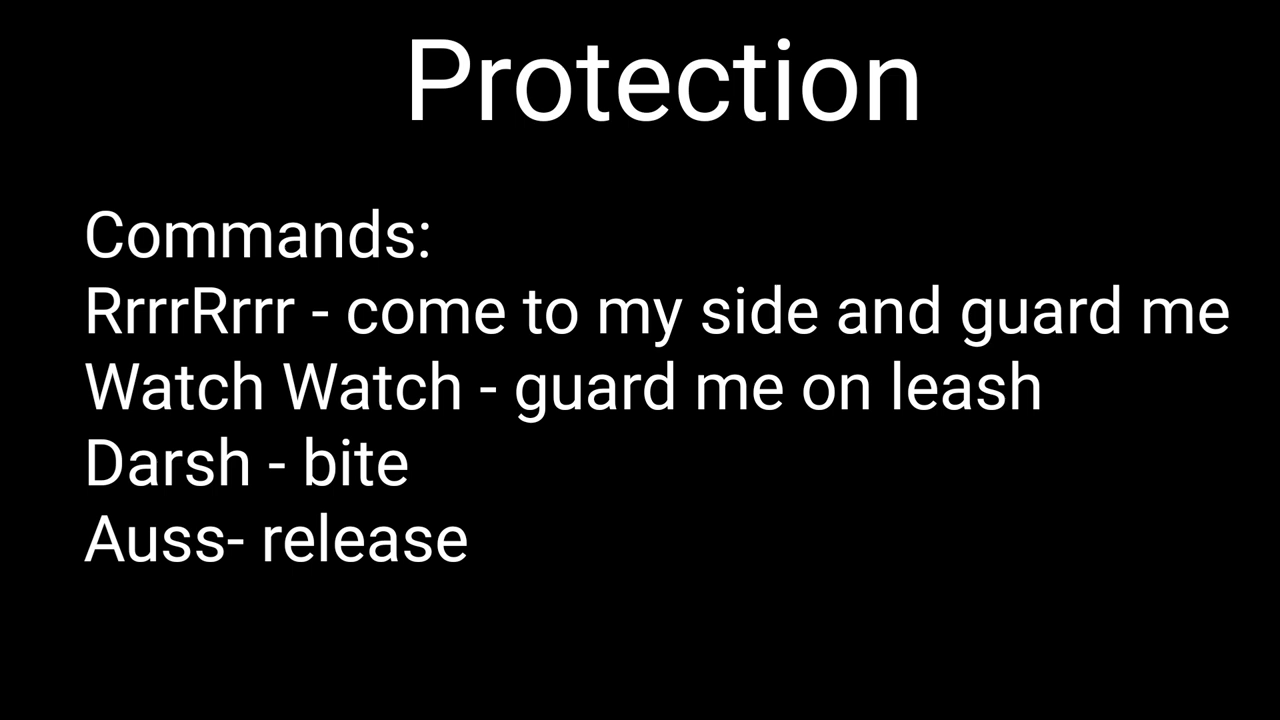 Protection
Commands:
RrrrRrrr - come to my side and guard me
Watch Watch - guard me on leash
Darsh - bite
Auss- release